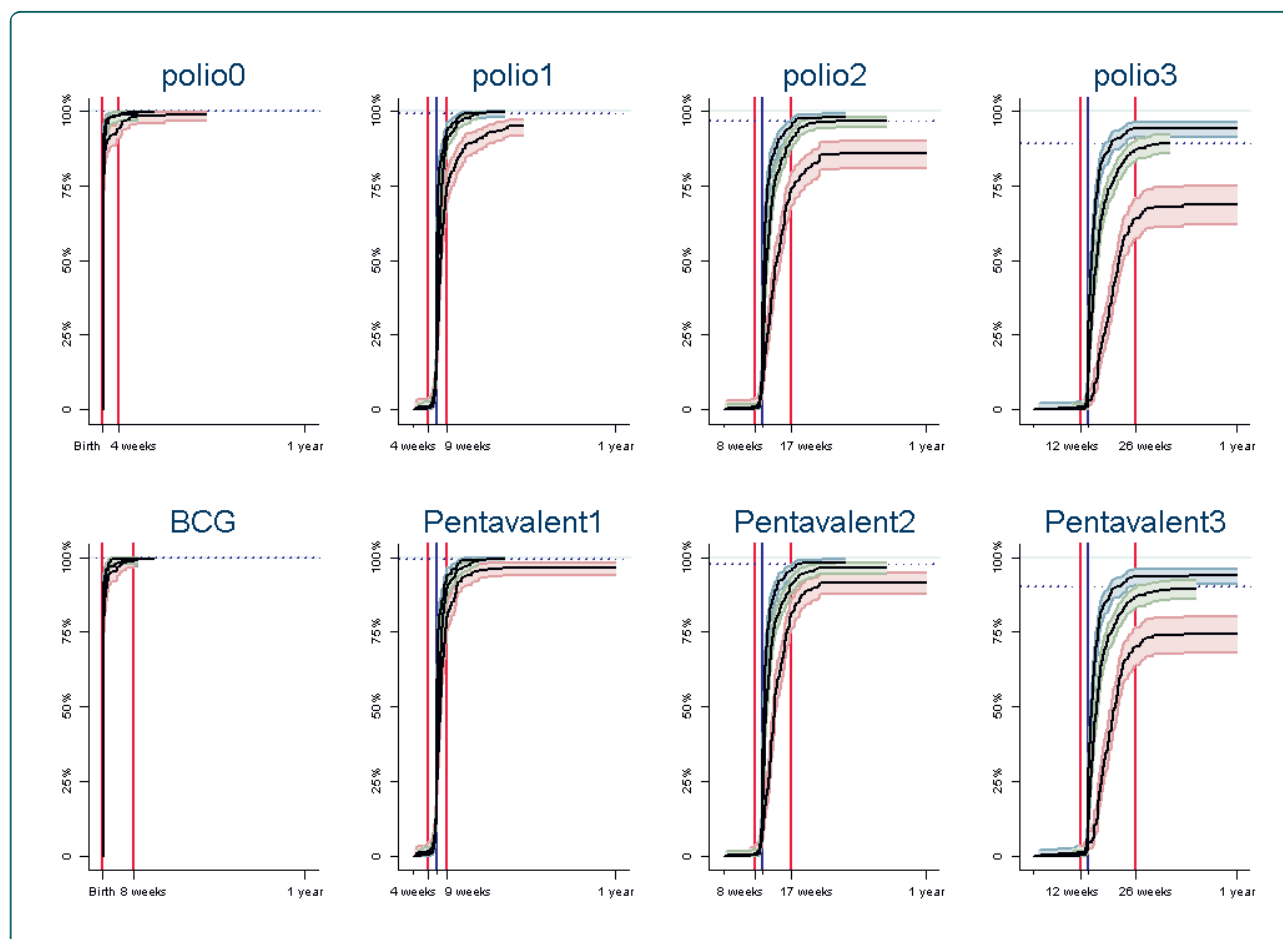 polio0 polio1 polio2 polio3
100% 100% 100% 100%
75% 75% 75% 75%
50% 50% 50% 50%
25% 25% 25% 25%
0 0 0 0
Birth 4 weeks 1 year 4 weeks 9 weeks 1 year 8 weeks 17 weeks 1 year 12 weeks 26 weeks 1 year
BCG Pentavalent1 Pentavalent2 Pentavalent3
100% 100% 100% 100%
75% 75% 75% 75%
50% 50% 50% 50%
25% 25% 25% 25%
0 0 0 0
Birth 8 weeks 1 year 4 weeks 9 weeks 1 year 8 weeks 17 weeks 1 year 12 weeks 26 weeks 1 year